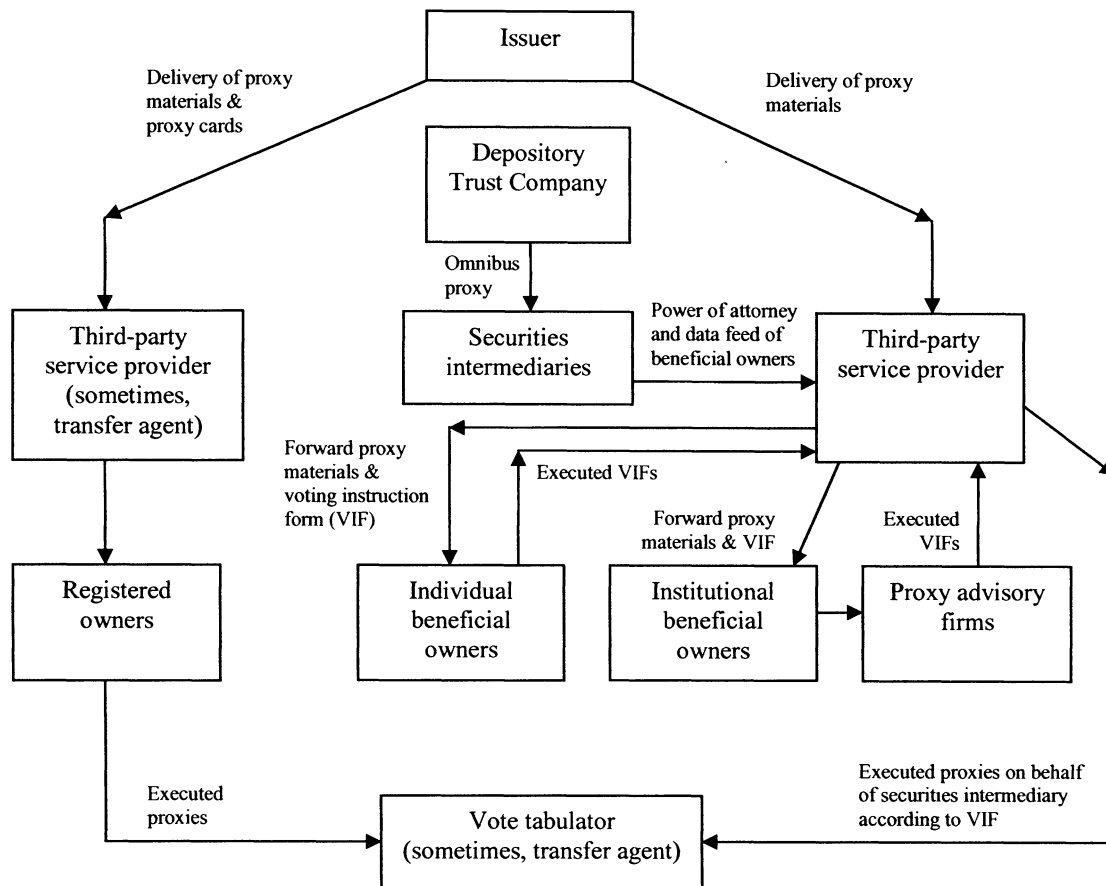 Issuer
Delivery of proxy
materials &
proxy cards
Delivery of proxy
materials
Depository
Trust Company
Omnibus
proxy
Third-party
service provider
(sometimes,
transfer agent)
Securities
intermediaries
Power of attorney
and data feed of
beneficial owners
Third-party
service provider
Forward proxy
materials &
voting instruction
form (VIF)
Executed VIFs
Forward proxy
materials & VIF
Executed
VIFs
Registered
owners
Individual
beneficial
owners
Institutional
beneficial
owners
Proxy advisory
firms
Executed
proxies
Vote tabulator
(sometimes, transfer agent)
Executed proxies on behalf
of securities intermediary
according to VIF